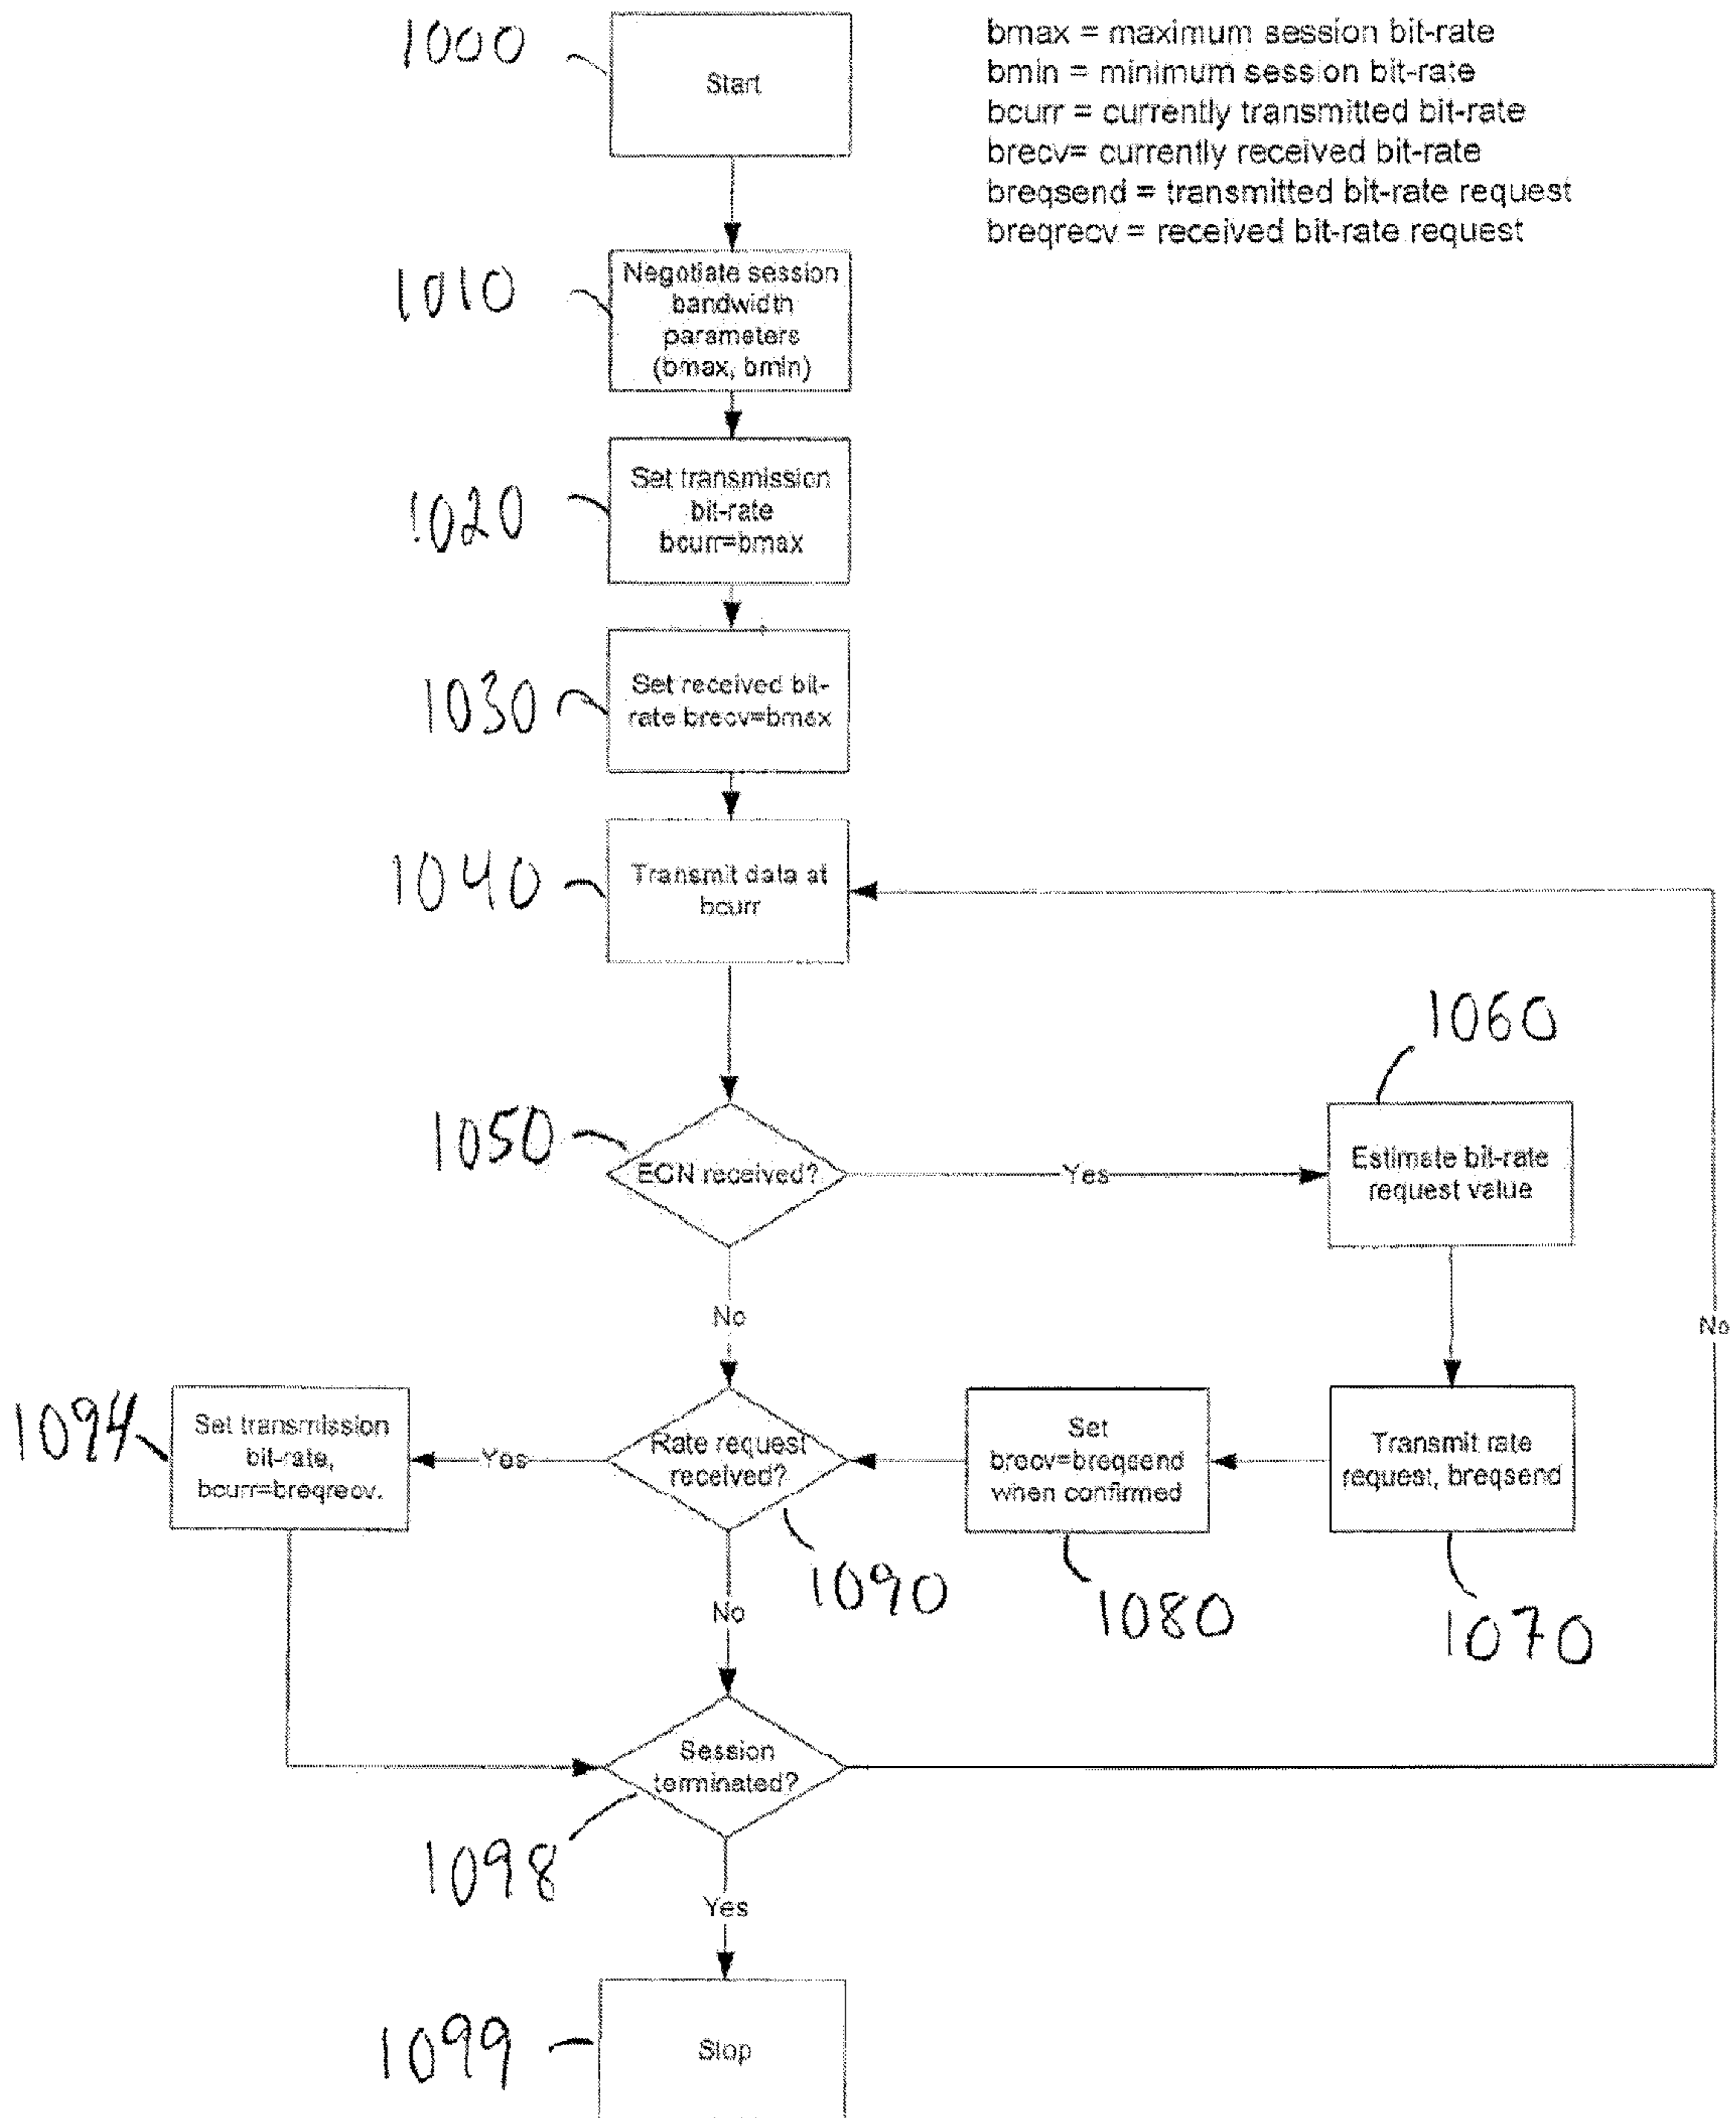 1000
Start
bmax = maximum session bit-rate
bmin = minimum session bit-rate
bcurr = currently transmitted bit-rate
brecv= currently received bit-rate
breqsend = transmitted bit-rate request
breqrecv = received bit-rate request
1010
Negotiate session
bandwidth
parameters
(bmax, bmin)
1020
Set transmission
bit-rate
bcurr=bmax
1030
Set received bit-
rate brecv=bmax
1040
Transmit data at
bcurr
1050
ECN received?
Yes
1060
Estimate bit-rate
request value
No
No
1094
Set transmission
bit-rate,
bcurr=breqrecv.
Yes
Rate request
received?
1090
Set
brecv=breqsend
when confirmed
1080
Transmit rate
request, breqsend
1070
No
Session
terminated?
1098
Yes
1099
Stop